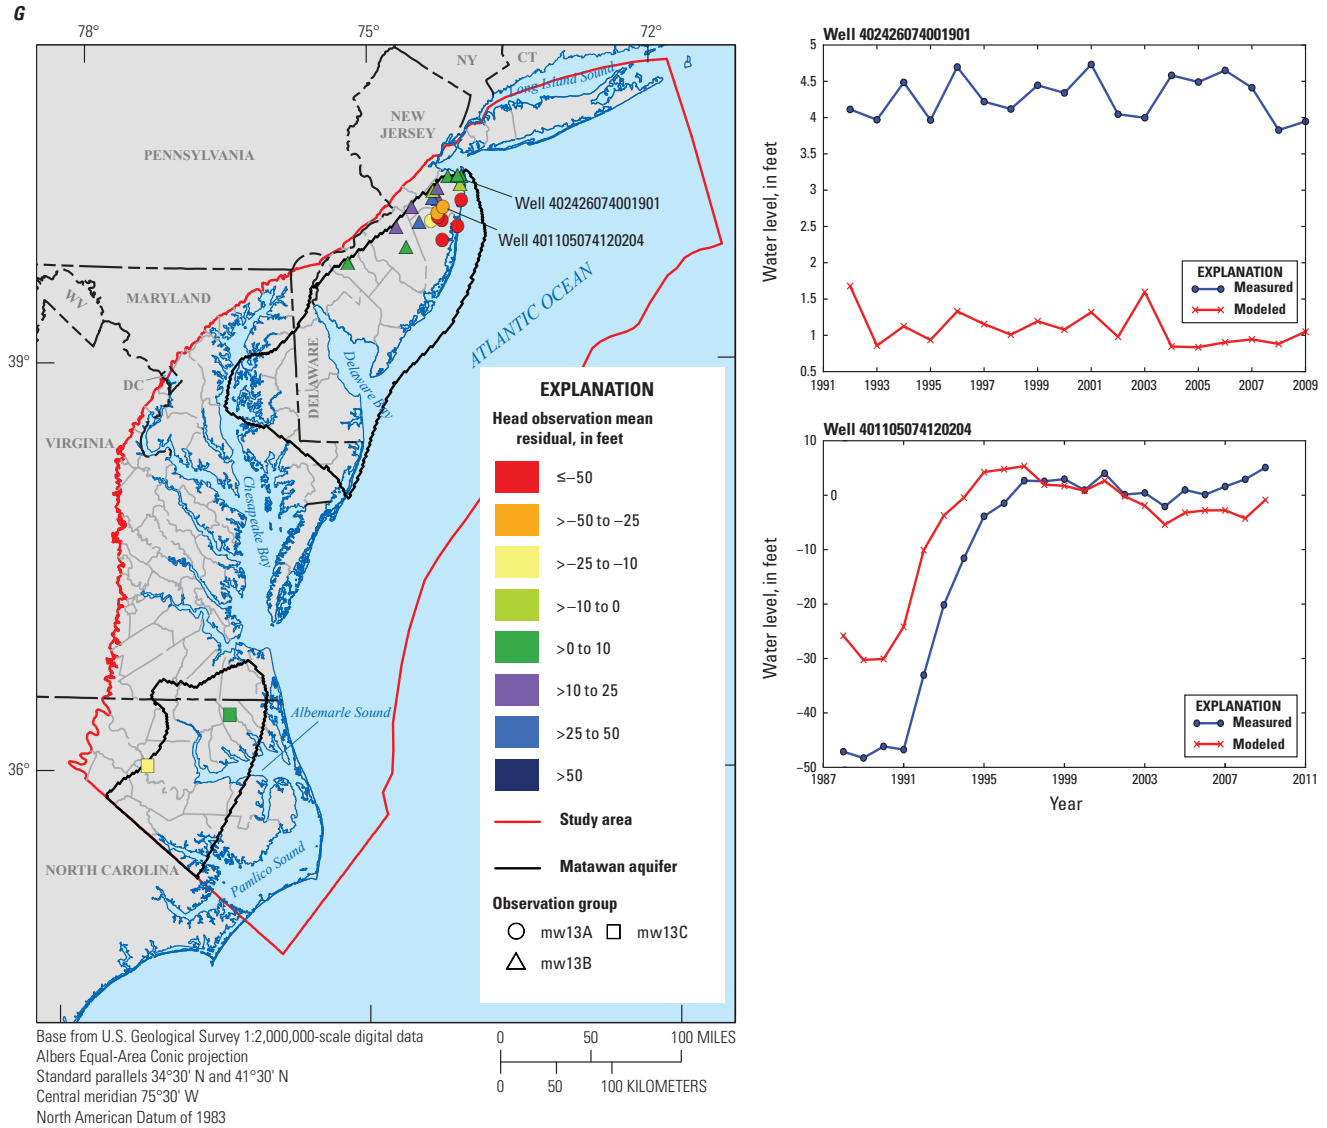 G
78°
75°
72°
NY
CT
Long Island Sound
NEW
JERSEY
PENNSYLVANIA
Well 402426074001901
Well 401105074120204
WV
MARYLAND
ATLANTIC OCEAN
39°
DC
DELAWARE
Delaware Bay
VIRGINIA
Chesapeake Bay
Albemarle Sound
36°
NORTH CAROLINA
Pamlico Sound
EXPLANATION
Head observation mean
residual, in feet
≤–50
>–50 to –25
>–25 to –10
>–10 to 0
>0 to 10
>10 to 25
>25 to 50
>50
Study area
Matawan aquifer
Observation group
mw13A
mw13C
mw13B
Base from U.S. Geological Survey 1:2,000,000-scale digital data
Albers Equal-Area Conic projection
Standard parallels 34°30' N and 41°30' N
Central meridian 75°30' W
North American Datum of 1983
0 50 100 MILES
0 50 100 KILOMETERS
Well 402426074001901
5
4.5
4
3.5
3
2.5
2
1.5
1
0.5
Water level, in feet
EXPLANATION
Measured
Modeled
1991 1993 1995 1997 1999 2001 2003 2005 2007 2009
Well 401105074120204
10
0
–10
–20
–30
–40
–50
Water level, in feet
EXPLANATION
Measured
Modeled
1987 1991 1995 1999 2003 2007 2011
Year